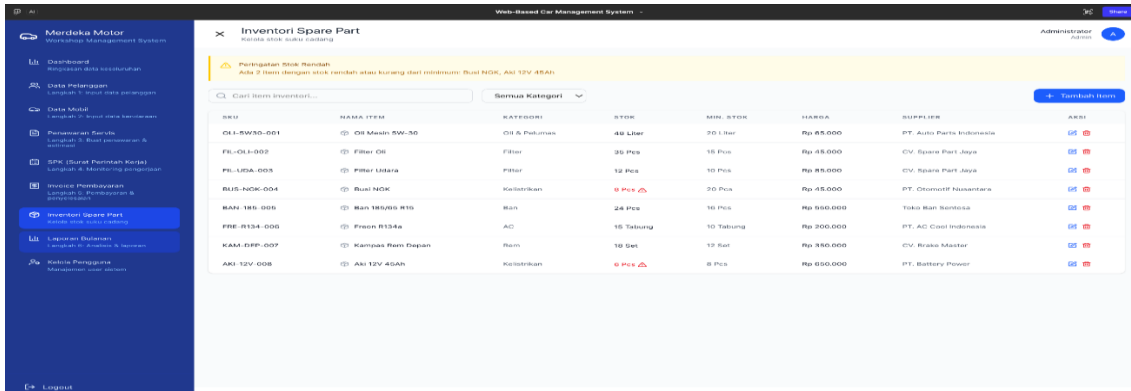 AI
Web-Based Car Management System
Share
Merdeka Motor
Workshop Management System
Inventori Spare Part
Kelola stok suku cadang
Administrator
Admin
A
Dashboard
Ringkasan data keseluruhan
Data Pelanggan
Langkah 1: Input data pelanggan
Data Mobil
Langkah 2: Input data kendaraan
Penawaran Servis
Langkah 3: Buat penawaran &
estimasi
SPK (Surat Perintah Kerja)
Langkah 4: Monitoring pengerjaan
Invoice Pembayaran
Langkah 5: Pembayaran &
penyelesaian
Inventori Spare Part
Kelola stok suku cadang
Laporan Bulanan
Langkah 6: Analisis & laporan
Kelola Pengguna
Manajemen user sistem
Logout
Peringatan Stok Rendah
Ada 2 item dengan stok rendah atau kurang dari minimum: Busi NGK, Aki 12V 45Ah
Cari item inventori...
Semua Kategori
+ Tambah Item
SKU NAMA ITEM KATEGORI STOK MIN. STOK HARGA SUPPLIER AKSI
OLI-5W30-001 Oli Mesin 5W-30 Oli & Pelumas Liter 20 Liter Rp 85.000 PT. Auto Parts Indonesia
FIL-OLI-002 Filter Oli Filter 35 Pcs 15 Pcs Rp 45.000 CV. Spare Part Jaya
FIL-UDA-003 Filter Udara Filter 12 Pcs 10 Pcs Rp 85.000 CV. Spare Part Jaya
BUS-NGK-004 Busi NGK Kelistrikan Pcs 20 Pcs Rp 45.000 PT. Otomotif Nusantara
BAN-185-005 Ban 185/65 R15 Ban 24 Pcs 16 Pcs Rp 550.000 Toko Ban Sentosa
FRE-R134-006 Freon R134a AC 15 Tabung 10 Tabung Rp 200.000 PT. AC Cool Indonesia
KAM-DEP-007 Kampas Rem Depan Rem Set 12 Set Rp 350.000 CV. Brake Master
AKI-12V-008 Aki 12V 45Ah Kelistrikan Pcs 8 Pcs Rp 650.000 PT. Battery Power